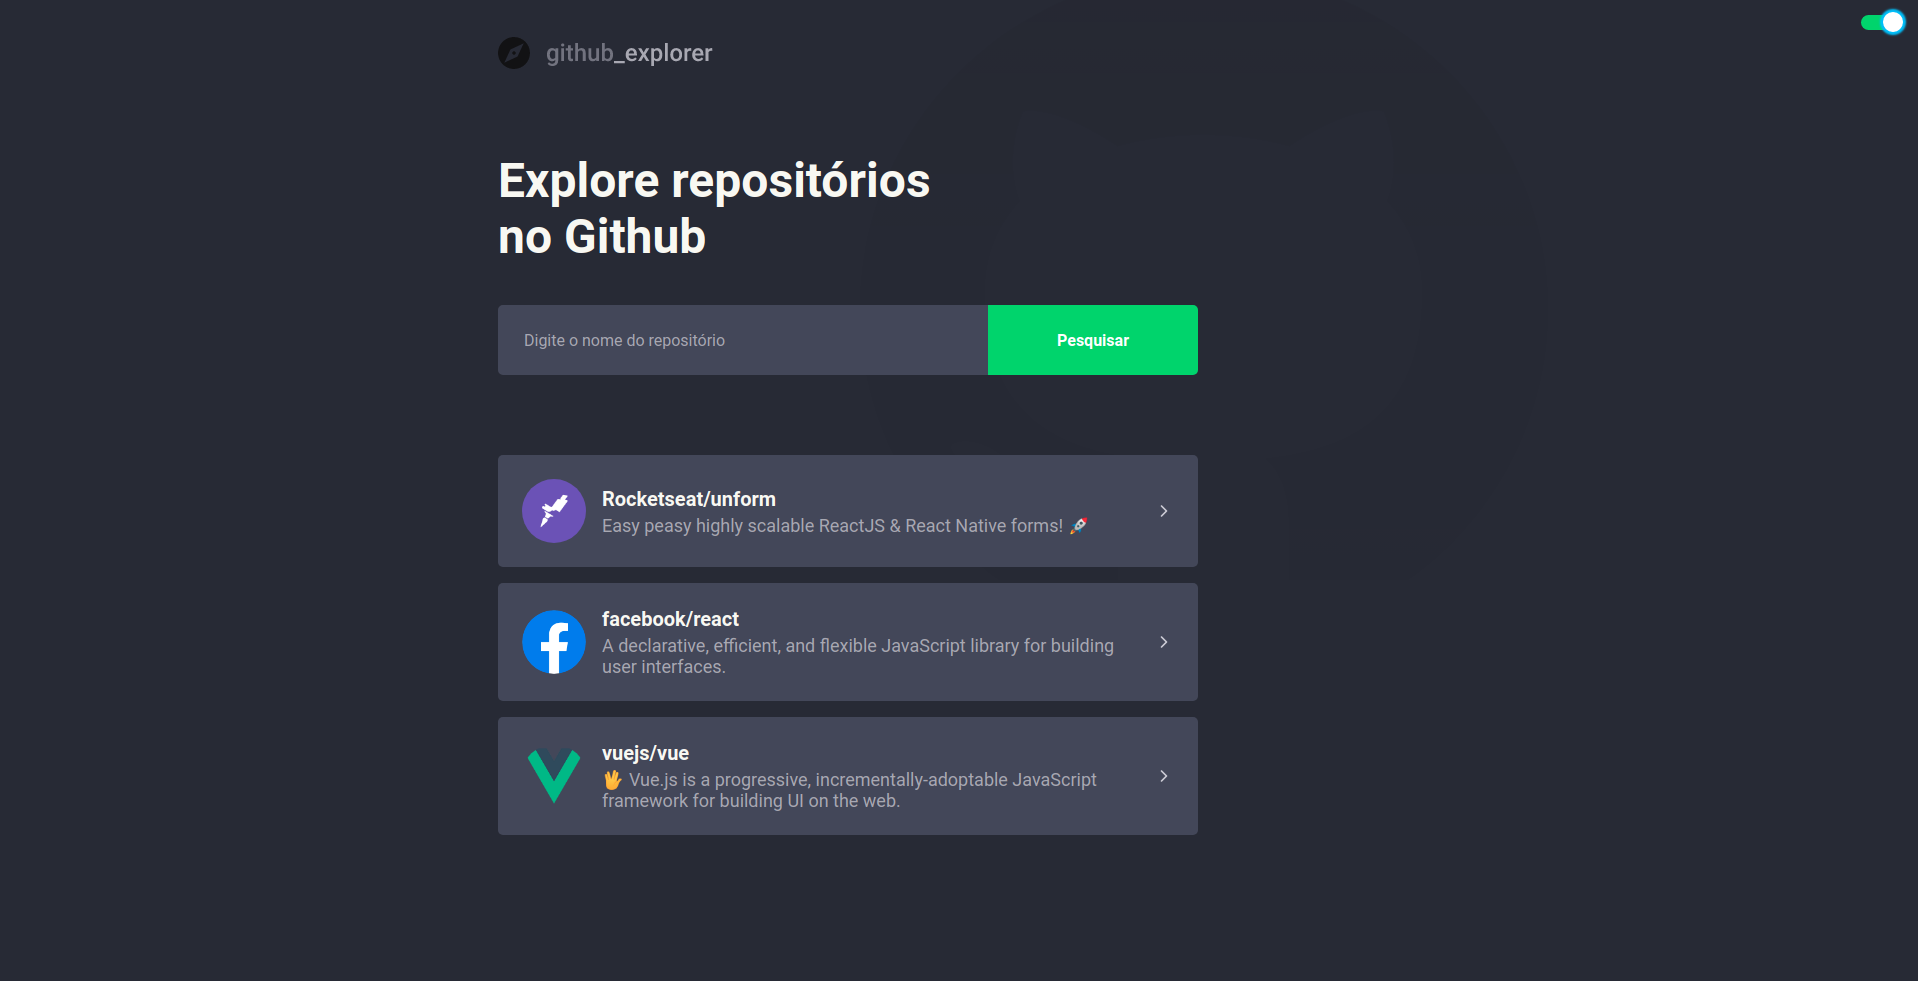 github_explorer
Explore repositórios
no Github
Digite o nome do repositório
Pesquisar
Rocketseat/unform
Easy peasy highly scalable ReactJS & React Native forms! 🚀
facebook/react
A declarative, efficient, and flexible JavaScript library for building
user interfaces.
vuejs/vue
🖖 Vue.js is a progressive, incrementally-adoptable JavaScript
framework for building UI on the web.